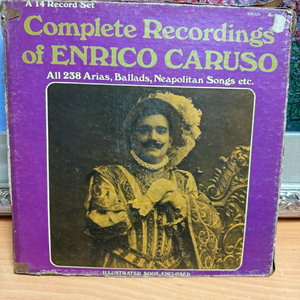 A 14 Record Set
Complete Recordings
of ENRICO CARUSO
All 238 Arias, Ballads, Neapolitan Songs etc.
ILLUSTRATED BOOK ENCLOSED